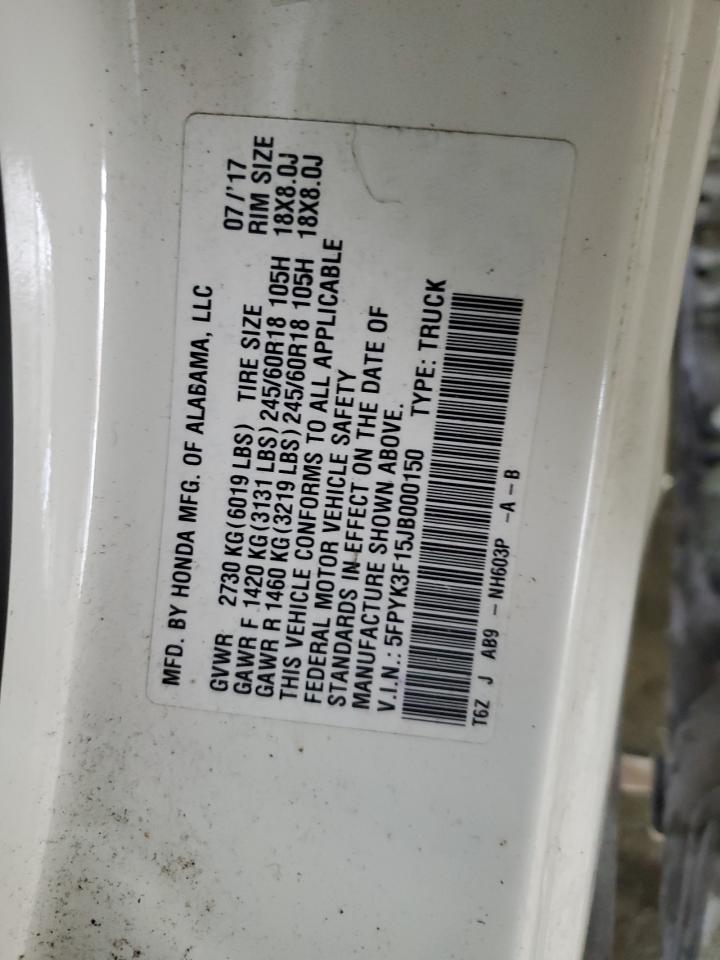 MFD. BY HONDA MFG. OF ALABAMA, LLC 07/'17
GVWR 2730 KG(6019 LBS) TIRE SIZE RIM SIZE
GAWR F 1420 KG(3131 LBS)245/60R18 105H 18X8.0J
GAWR R 1460 KG(3219 LBS)245/60R18 105H 18X8.0J
THIS VEHICLE CONFORMS TO ALL APPLICABLE
FEDERAL MOTOR VEHICLE SAFETY
STANDARDS IN EFFECT ON THE DATE OF
MANUFACTURE SHOWN ABOVE.
V.I.N.: 5FPYK3F15JB000150 TYPE: TRUCK
T6Z J AB9 - NH603P -A - B